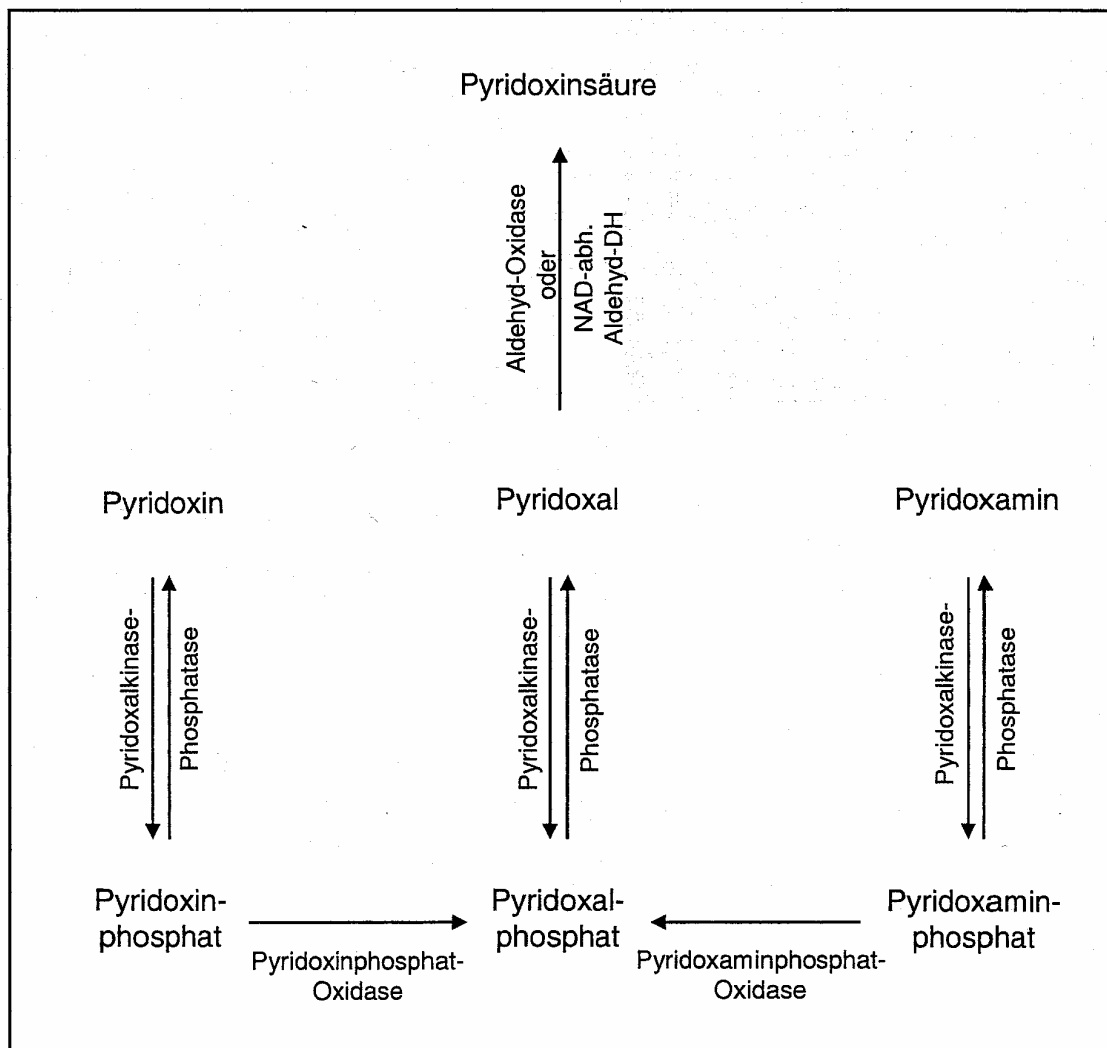 Pyridoxinsäure
Aldehyd-Oxidase
oder
NAD-abh.
Aldehyd-DH
Pyridoxin
Pyridoxal
Pyridoxamin
Pyridoxalkinase-
Phosphatase
Pyridoxalkinase-
Phosphatase
Pyridoxalkinase-
Phosphatase
Pyridoxin-
phosphat
Pyridoxal-
phosphat
Pyridoxamin-
phosphat
Pyridoxinphosphat-
Oxidase
Pyridoxaminphosphat-
Oxidase